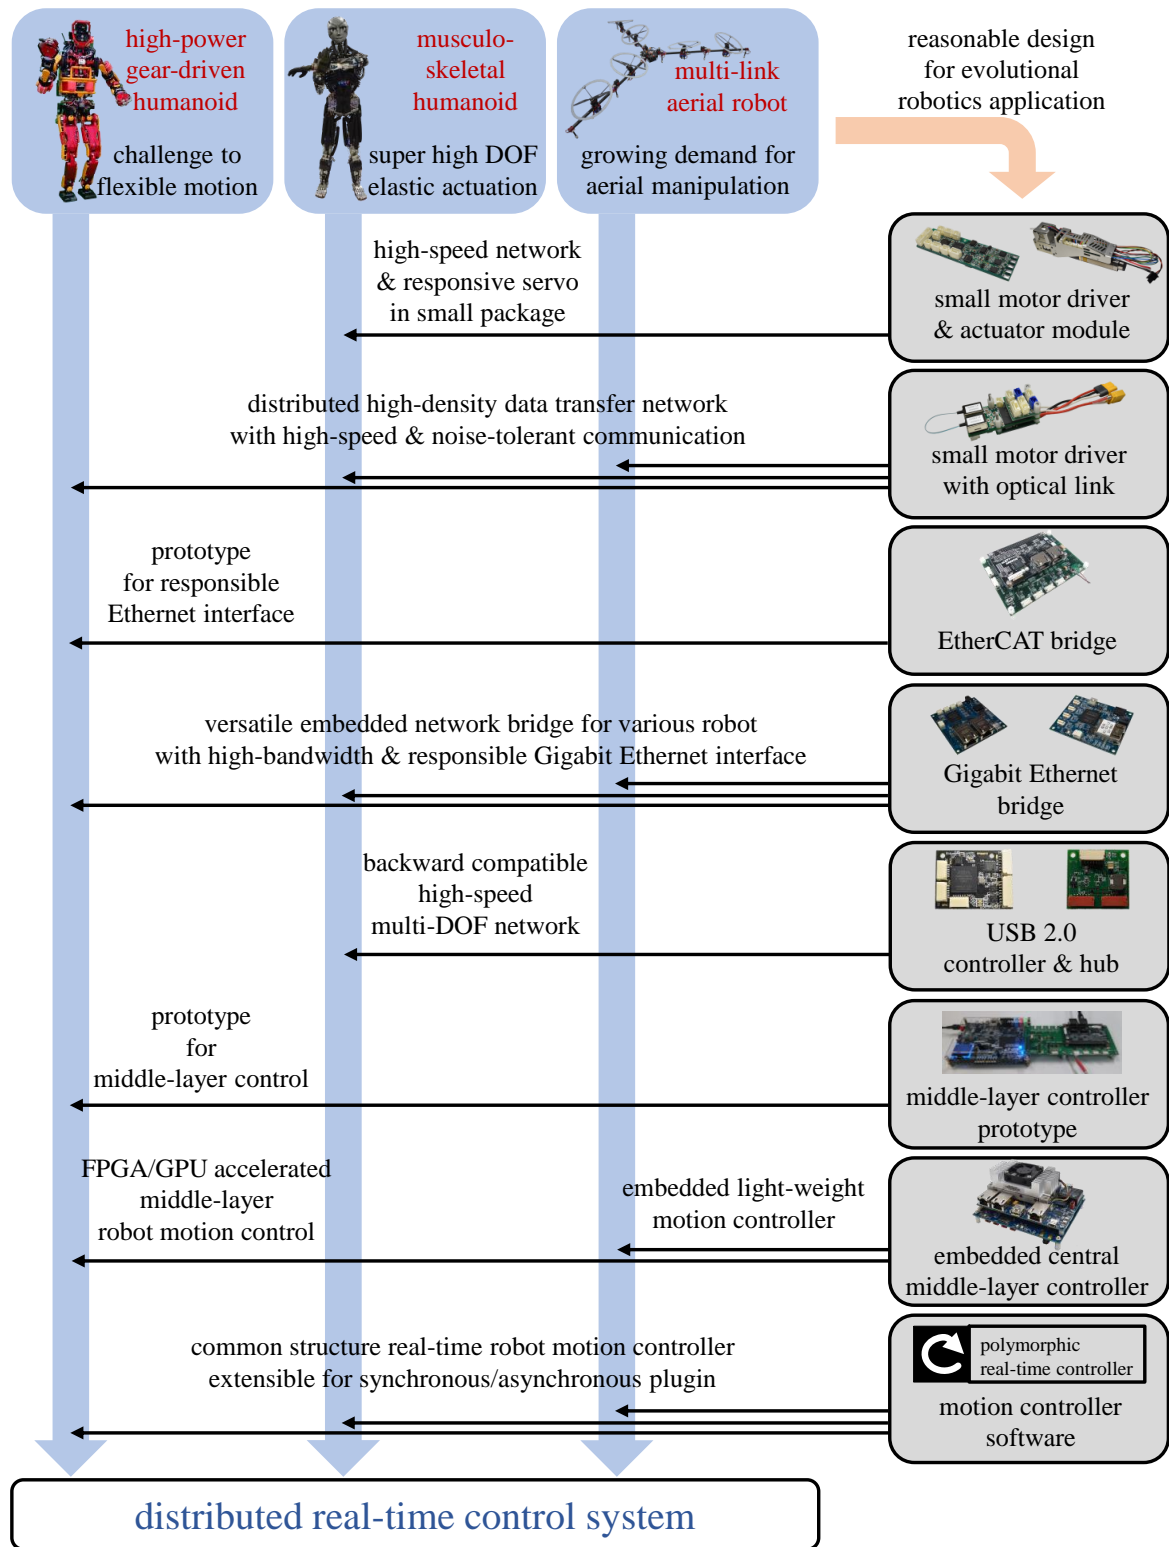 high-power
gear-driven
humanoid
challenge to
flexible motion
musculo-
skeletal
humanoid
super high DOF
elastic actuation
multi-link
aerial robot
growing demand for
aerial manipulation
reasonable design
for evolutional
robotics application
high-speed network
& responsive servo
in small package
small motor driver
& actuator module
distributed high-density data transfer network
with high-speed & noise-tolerant communication
small motor driver
with optical link
prototype
for responsible
Ethernet interface
EtherCAT bridge
versatile embedded network bridge for various robot
with high-bandwidth & responsible Gigabit Ethernet interface
Gigabit Ethernet
bridge
backward compatible
high-speed
multi-DOF network
USB 2.0
controller & hub
prototype
for
middle-layer control
middle-layer controller
prototype
FPGA/GPU accelerated
middle-layer
robot motion control
embedded light-weight
motion controller
embedded central
middle-layer controller
common structure real-time robot motion controller
extensible for synchronous/asynchronous plugin
polymorphic
real-time controller
motion controller
software
distributed real-time control system